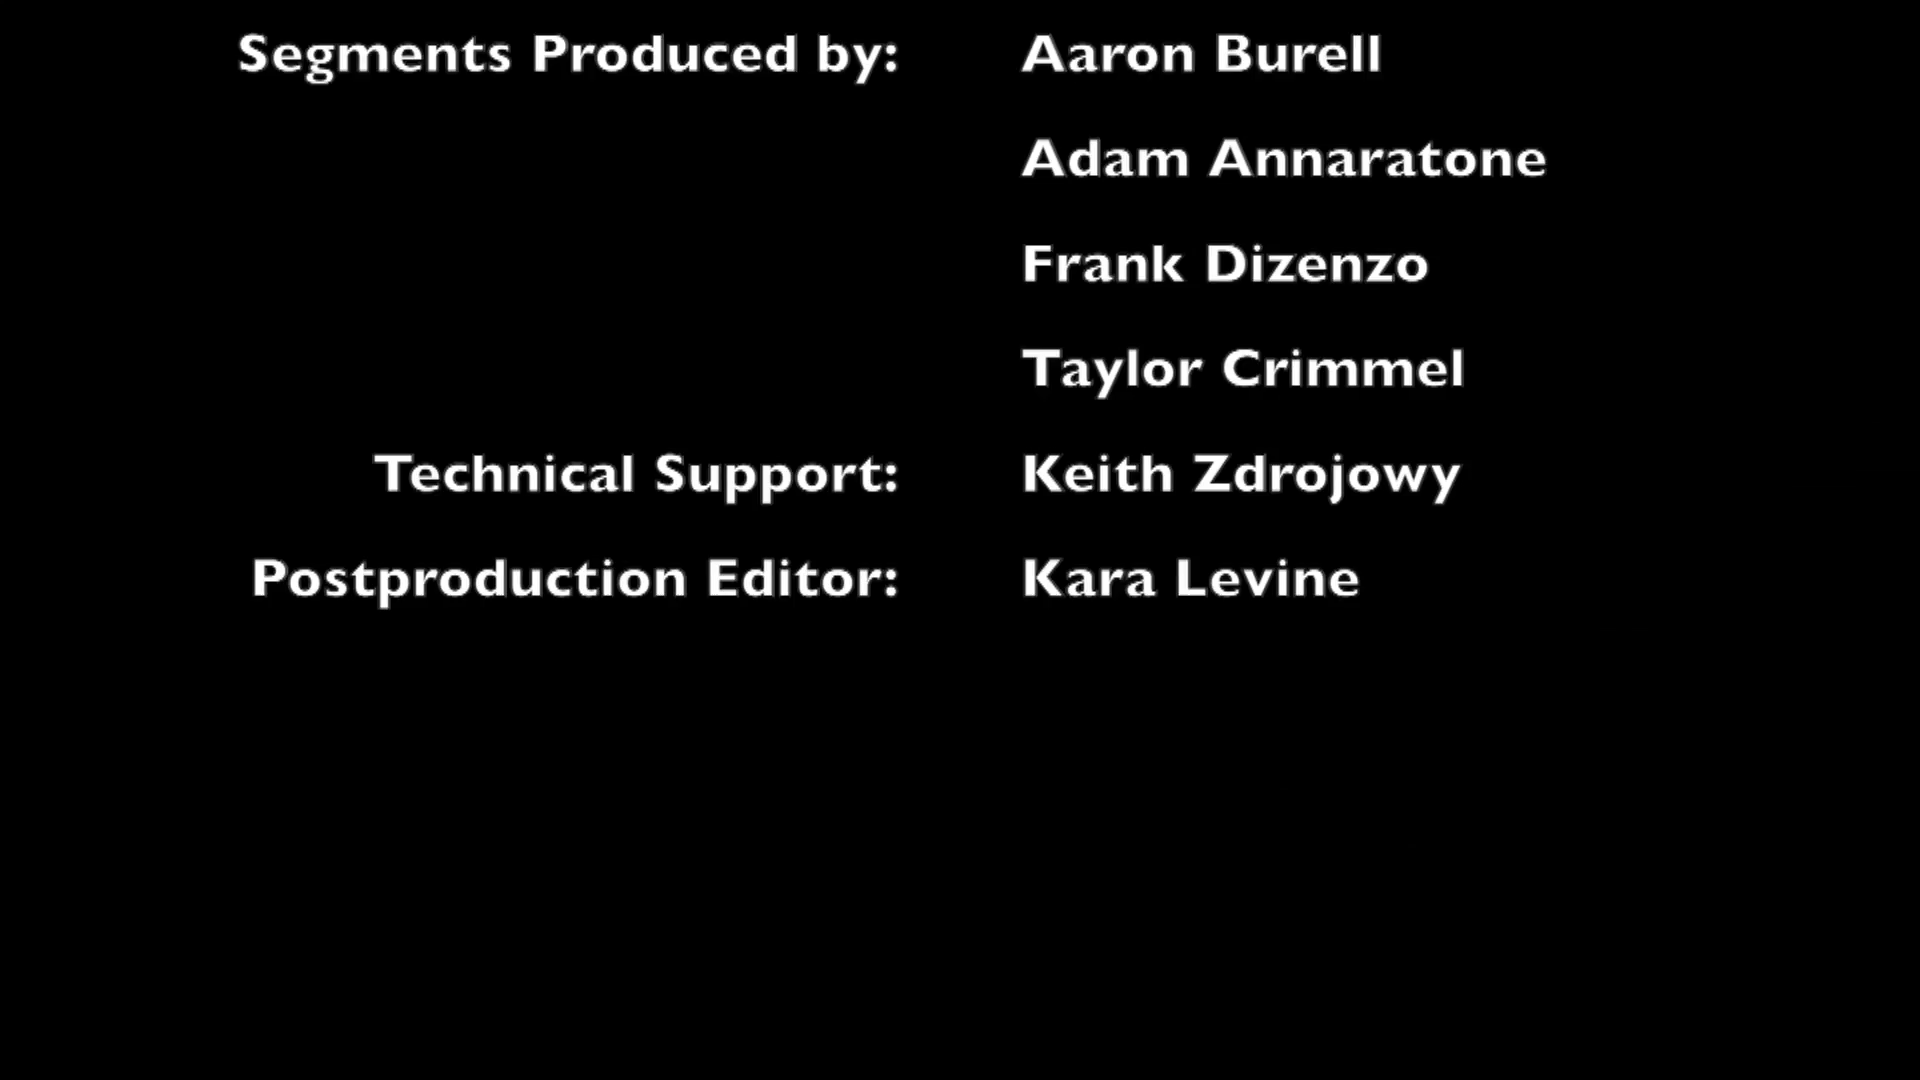 Segments Produced by: Aaron Burell
Adam Annaratone
Frank Dizenzo
Taylor Crimmel
Technical Support: Keith Zdrojowy
Postproduction Editor: Kara Levine